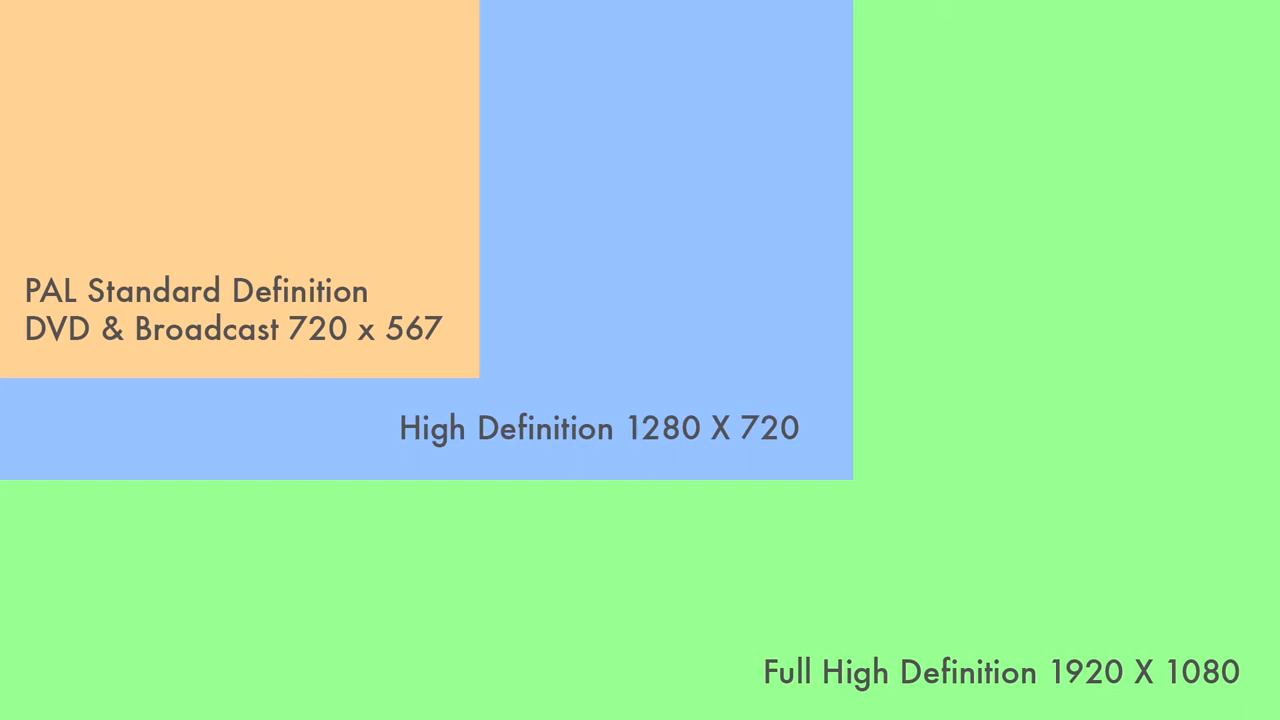 PAL Standard Definition
DVD & Broadcast 720 x 567
High Definition 1280 X 720
Full High Definition 1920 X 1080